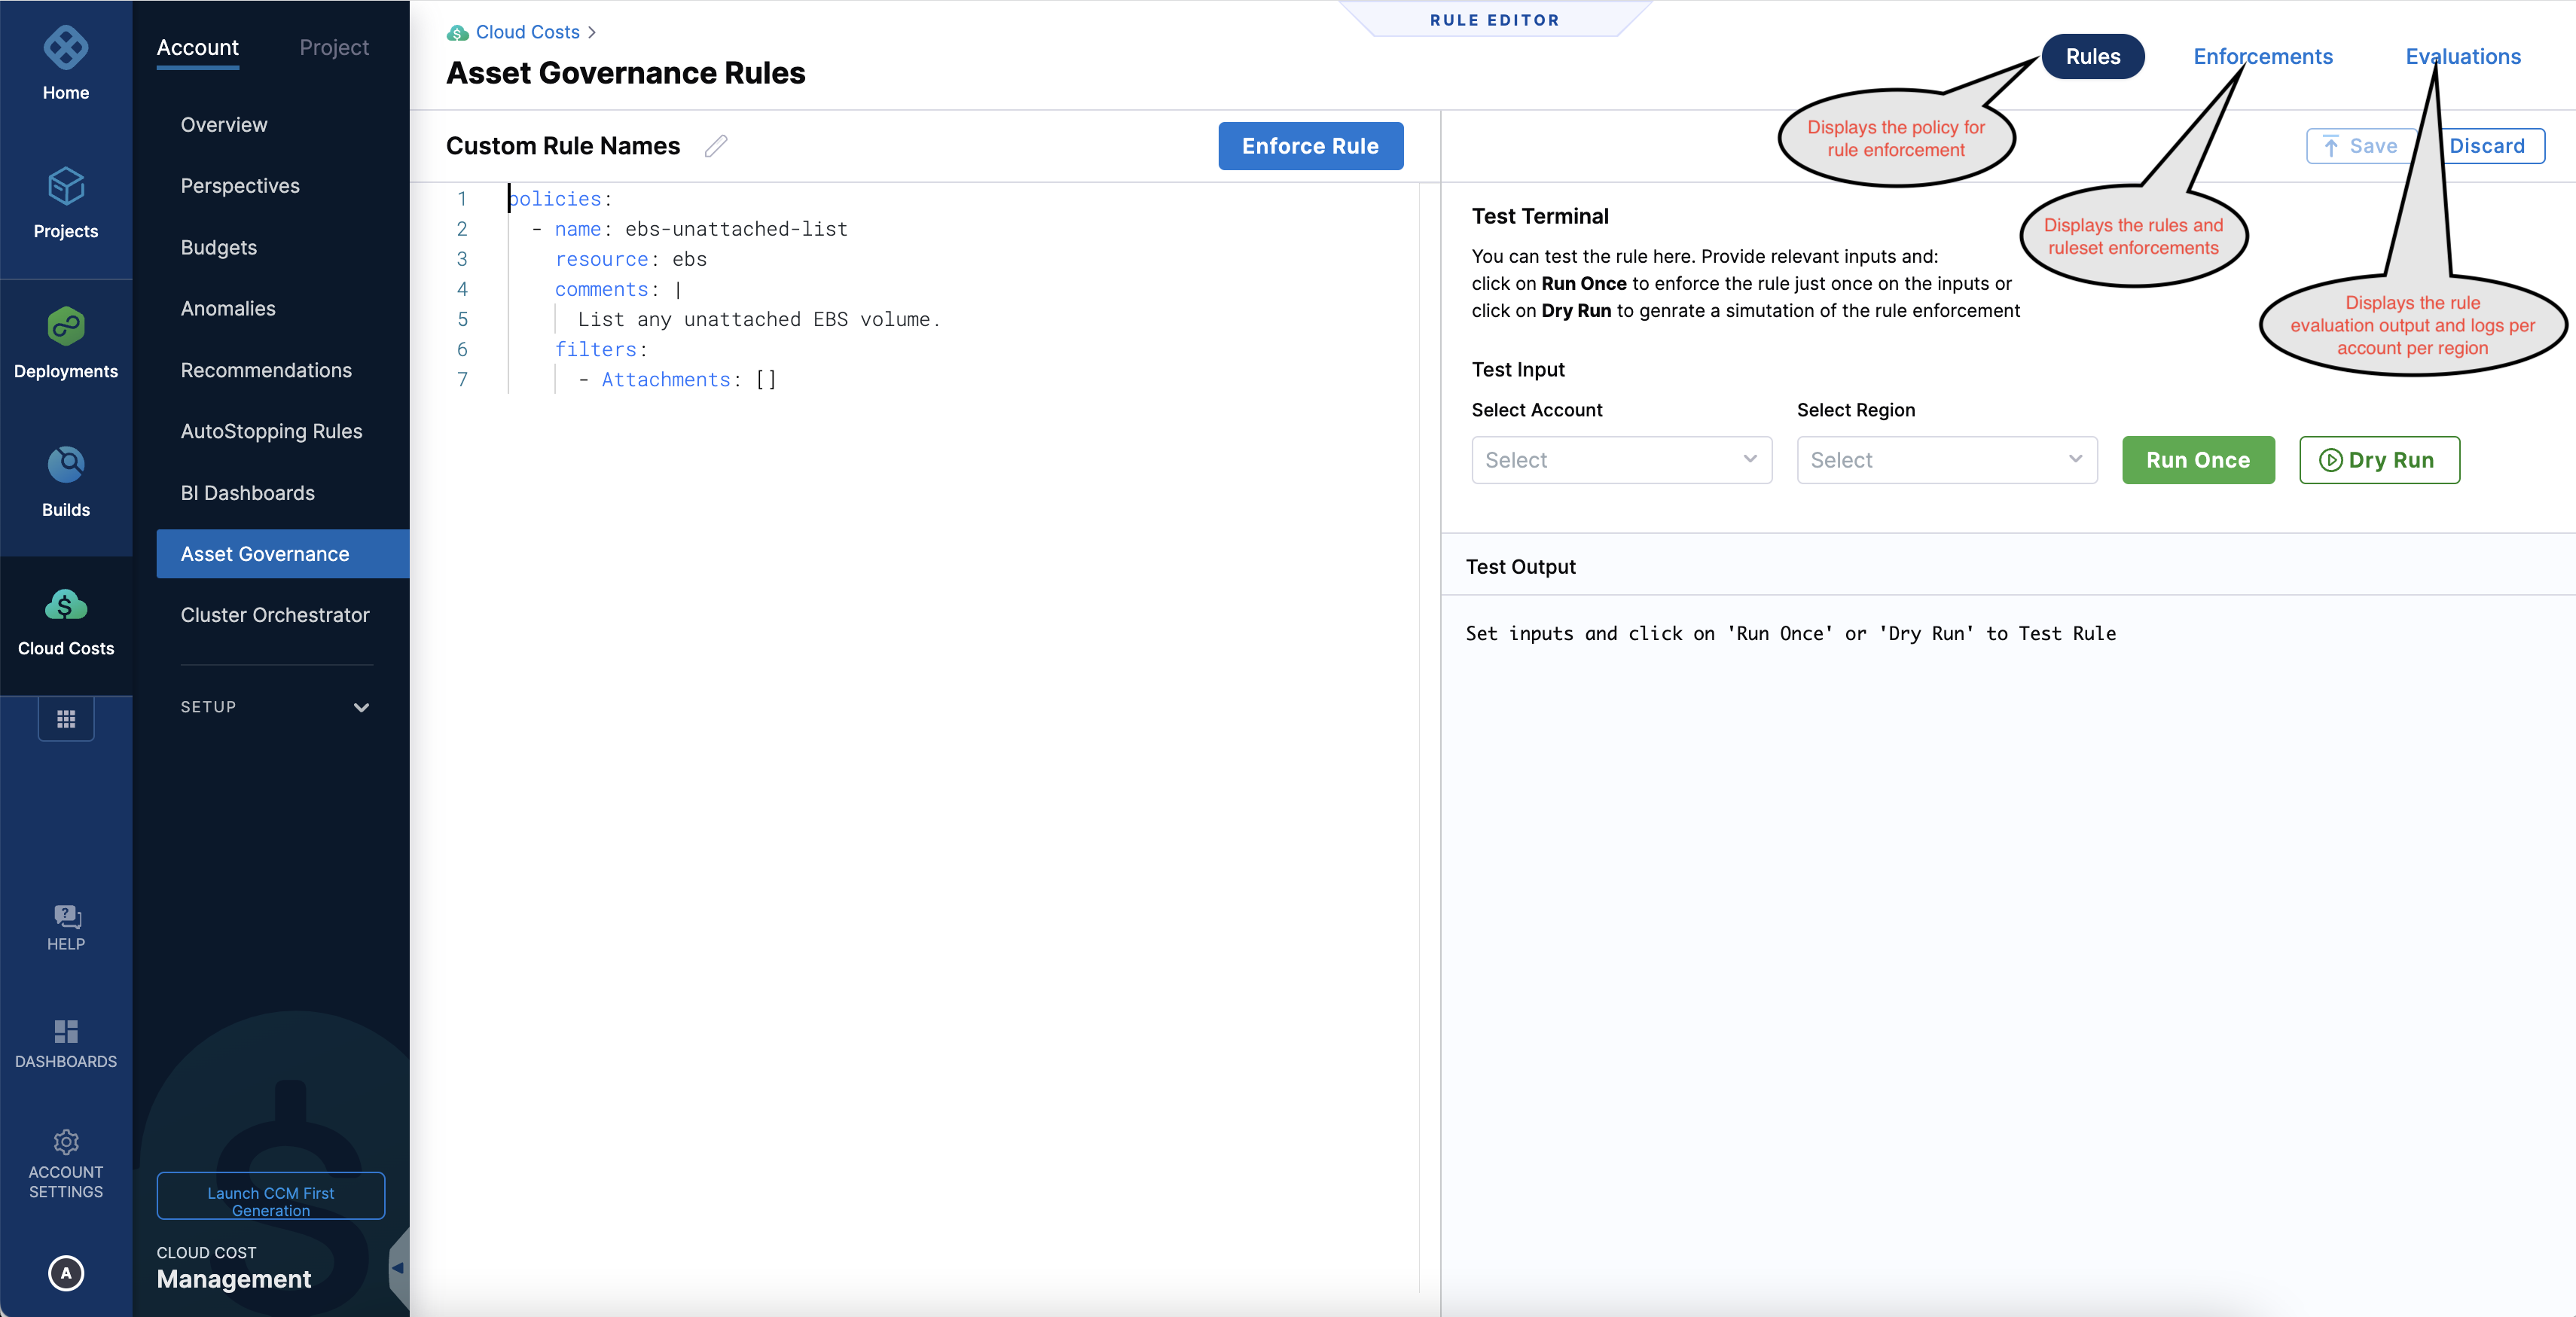 Home
Projects
Deployments
Builds
Cloud Costs
HELP
DASHBOARDS
ACCOUNT
SETTINGS
A
Account
Project
Overview
Perspectives
Budgets
Anomalies
Recommendations
AutoStopping Rules
BI Dashboards
Asset Governance
Cluster Orchestrator
SETUP
Launch CCM First
Generation
CLOUD COST
Management
Cloud Costs >
Asset Governance Rules
RULE EDITOR
Rules
Enforcements
Evaluations
Displays the policy for
rule enforcement
Displays the rules and
ruleset enforcements
Displays the rule
evaluation output and logs per
account per region
Custom Rule Names
Enforce Rule
Save
Discard
1 policies:
2 - name: ebs-unattached-list
3 resource: ebs
4 comments: |
5 List any unattached EBS volume.
6 filters:
7 - Attachments: []
Test Terminal
You can test the rule here. Provide relevant inputs and:
click on Run Once to enforce the rule just once on the inputs or
click on Dry Run to genrate a simutation of the rule enforcement
Test Input
Select Account
Select Region
Select
Select
Run Once
Dry Run
Test Output
Set inputs and click on 'Run Once' or 'Dry Run' to Test Rule